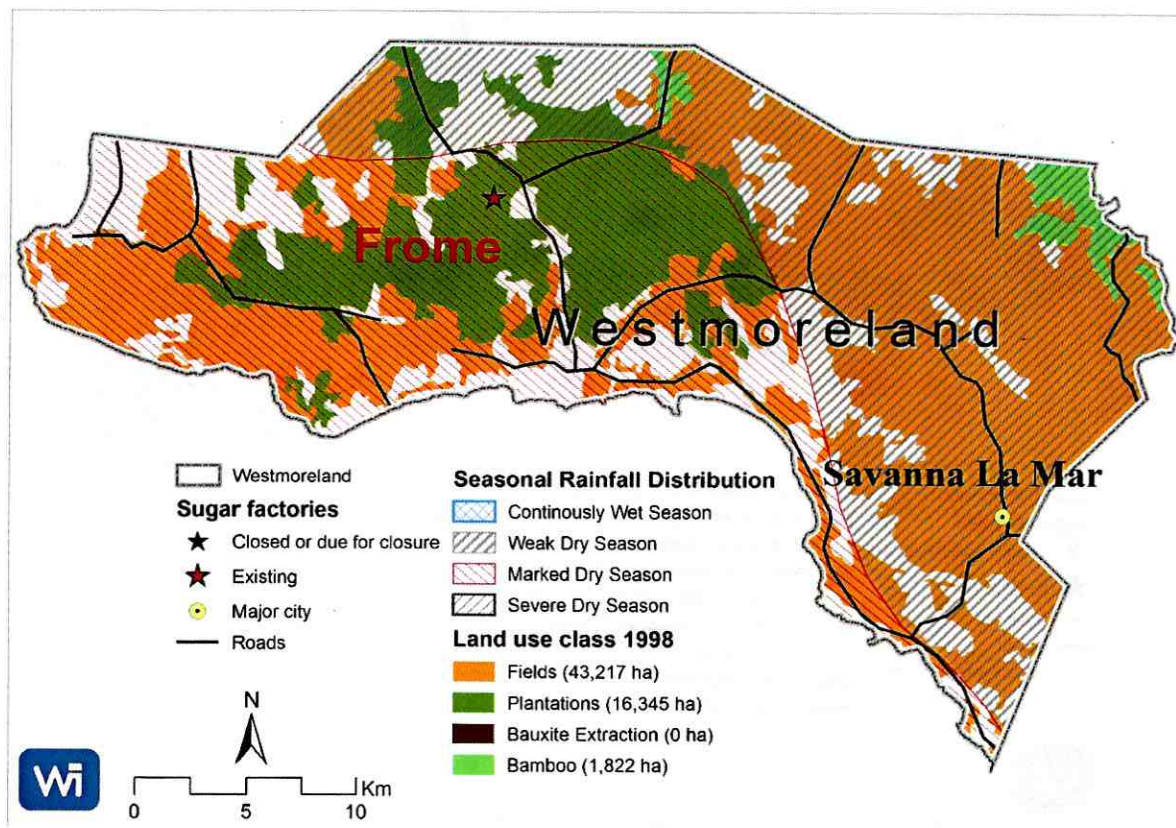 Frome
Westmoreland
Savanna La Mar
Westmoreland
Sugar factories
Closed or due for closure
Existing
Major city
Roads
Seasonal Rainfall Distribution
Continously Wet Season
Weak Dry Season
Marked Dry Season
Severe Dry Season
Land use class 1998
Fields (43,217 ha)
Plantations (16,345 ha)
Bauxite Extraction (0 ha)
Bamboo (1,822 ha)
N
Wi
Km
0 5 10